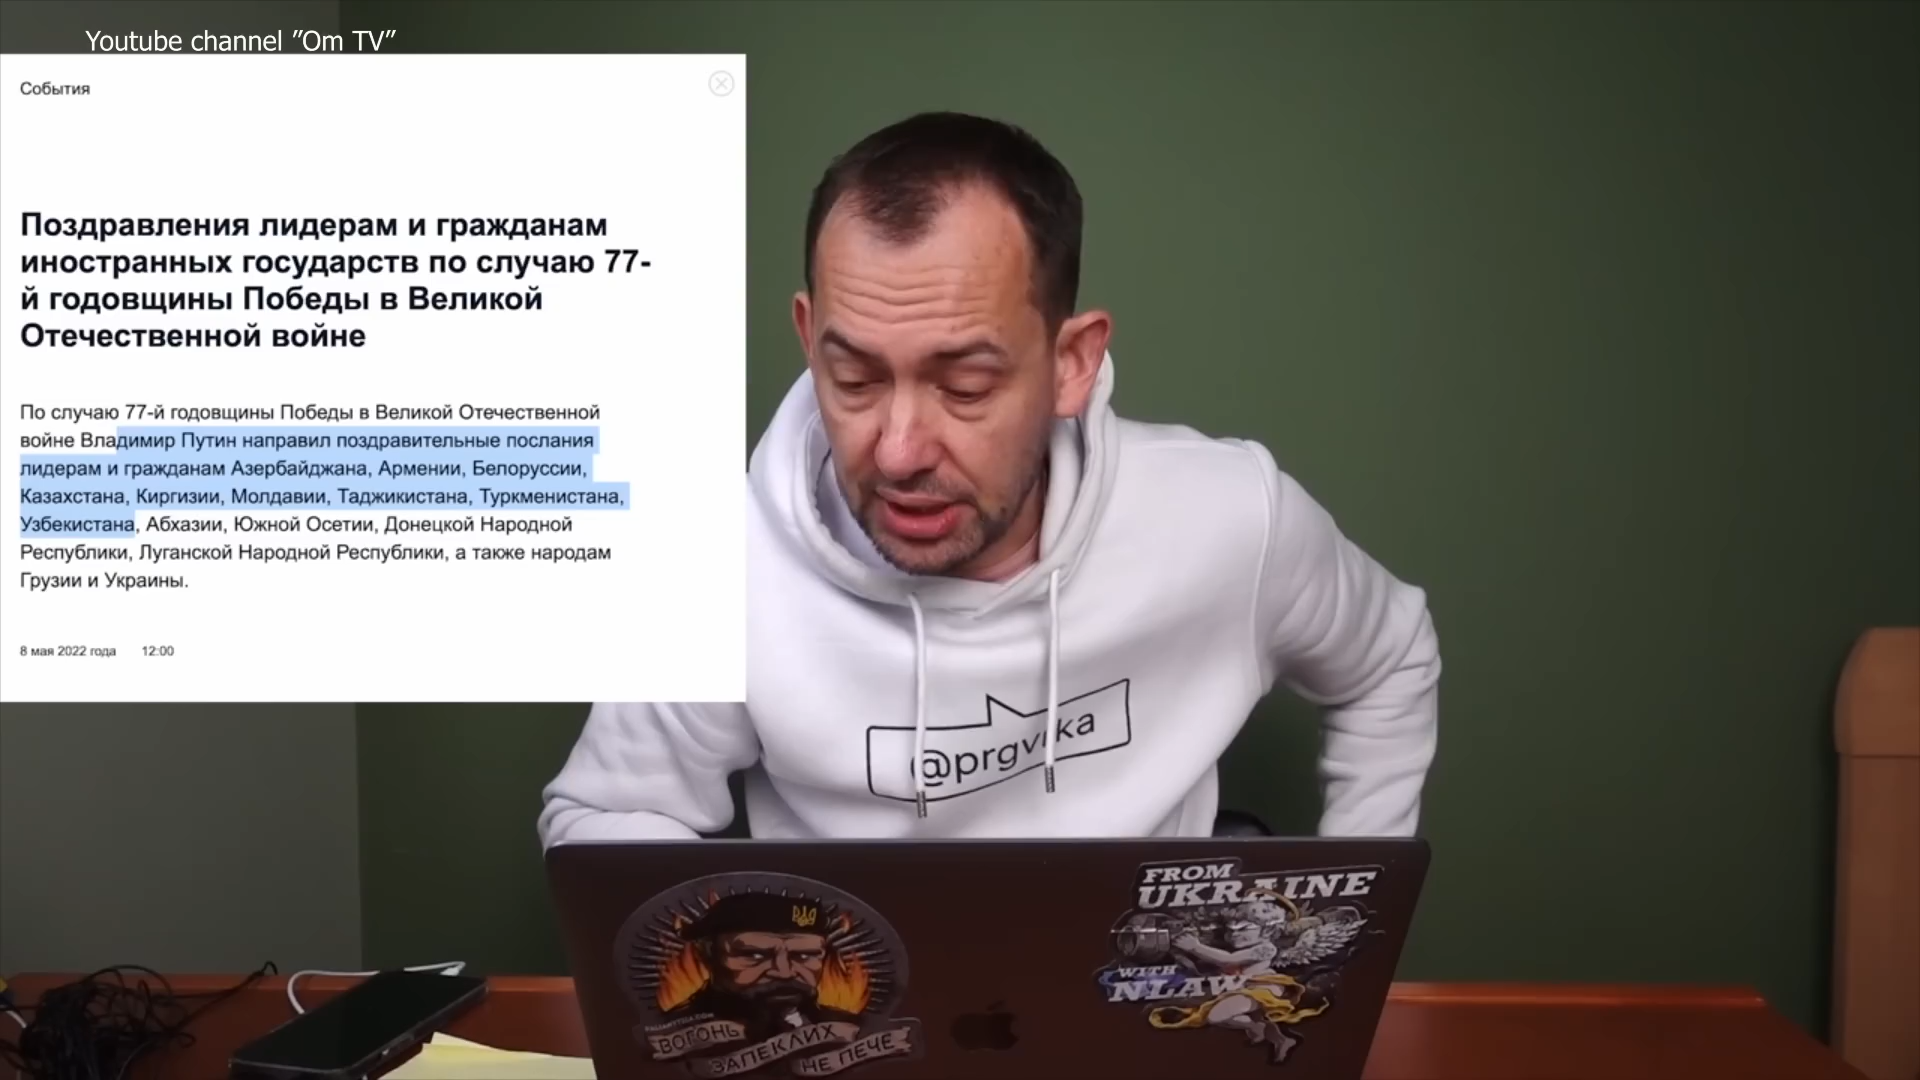 Youtube channel ”Om TV”
События
Поздравления лидерам и гражданам
иностранных государств по случаю 77-
й годовщины Победы в Великой
Отечественной войне
По случаю 77-й годовщины Победы в Великой Отечественной
войне Владимир Путин направил поздравительные послания
лидерам и гражданам Азербайджана, Армении, Белоруссии,
Казахстана, Киргизии, Молдавии, Таджикистана, Туркменистана,
Узбекистана, Абхазии, Южной Осетии, Донецкой Народной
Республики, Луганской Народной Республики, а также народам
Грузии и Украины.
8 мая 2022 года 12:00
FROM
UKRAINE
WITH
NLAW
ВОГОНЬ
ЗАПЕКЛИХ
НЕ ПЕЧЕ